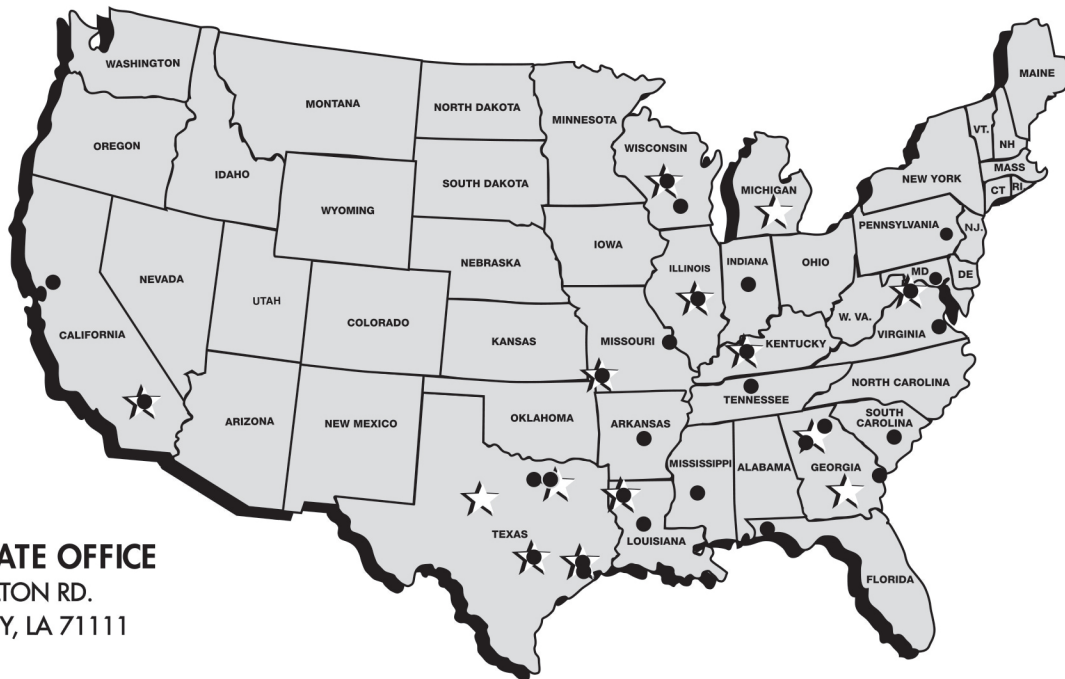 WASHINGTON
MONTANA
NORTH DAKOTA
MINNESOTA
MAINE
OREGON
IDAHO
WYOMING
SOUTH DAKOTA
WISCONSIN
MICHIGAN
NEW YORK
VT.
NH
MASS
CT
RI
NEVADA
UTAH
COLORADO
NEBRASKA
IOWA
ILLINOIS
INDIANA
OHIO
PENNSYLVANIA
NJ.
MD
DE
CALIFORNIA
KANSAS
MISSOURI
KENTUCKY
W. VA.
VIRGINIA
ARIZONA
NEW MEXICO
OKLAHOMA
ARKANSAS
TENNESSEE
NORTH CAROLINA
SOUTH
CAROLINA
MISSISSIPPI
ALABAMA
GEORGIA
TEXAS
LOUISIANA
FLORIDA
ATE OFFICE
TON RD.
Y, LA 71111